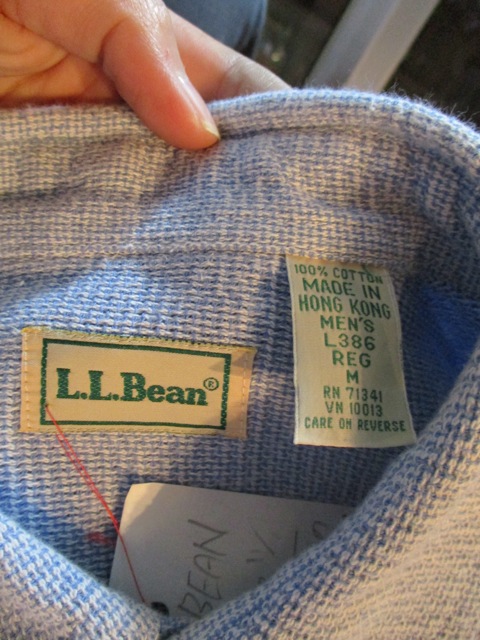 L.L.Bean®
100% COTTON
MADE IN
HONG KONG
MEN'S
L386
REG
M
RN 71341
VN 10013
CARE ON REVERSE
BEAN